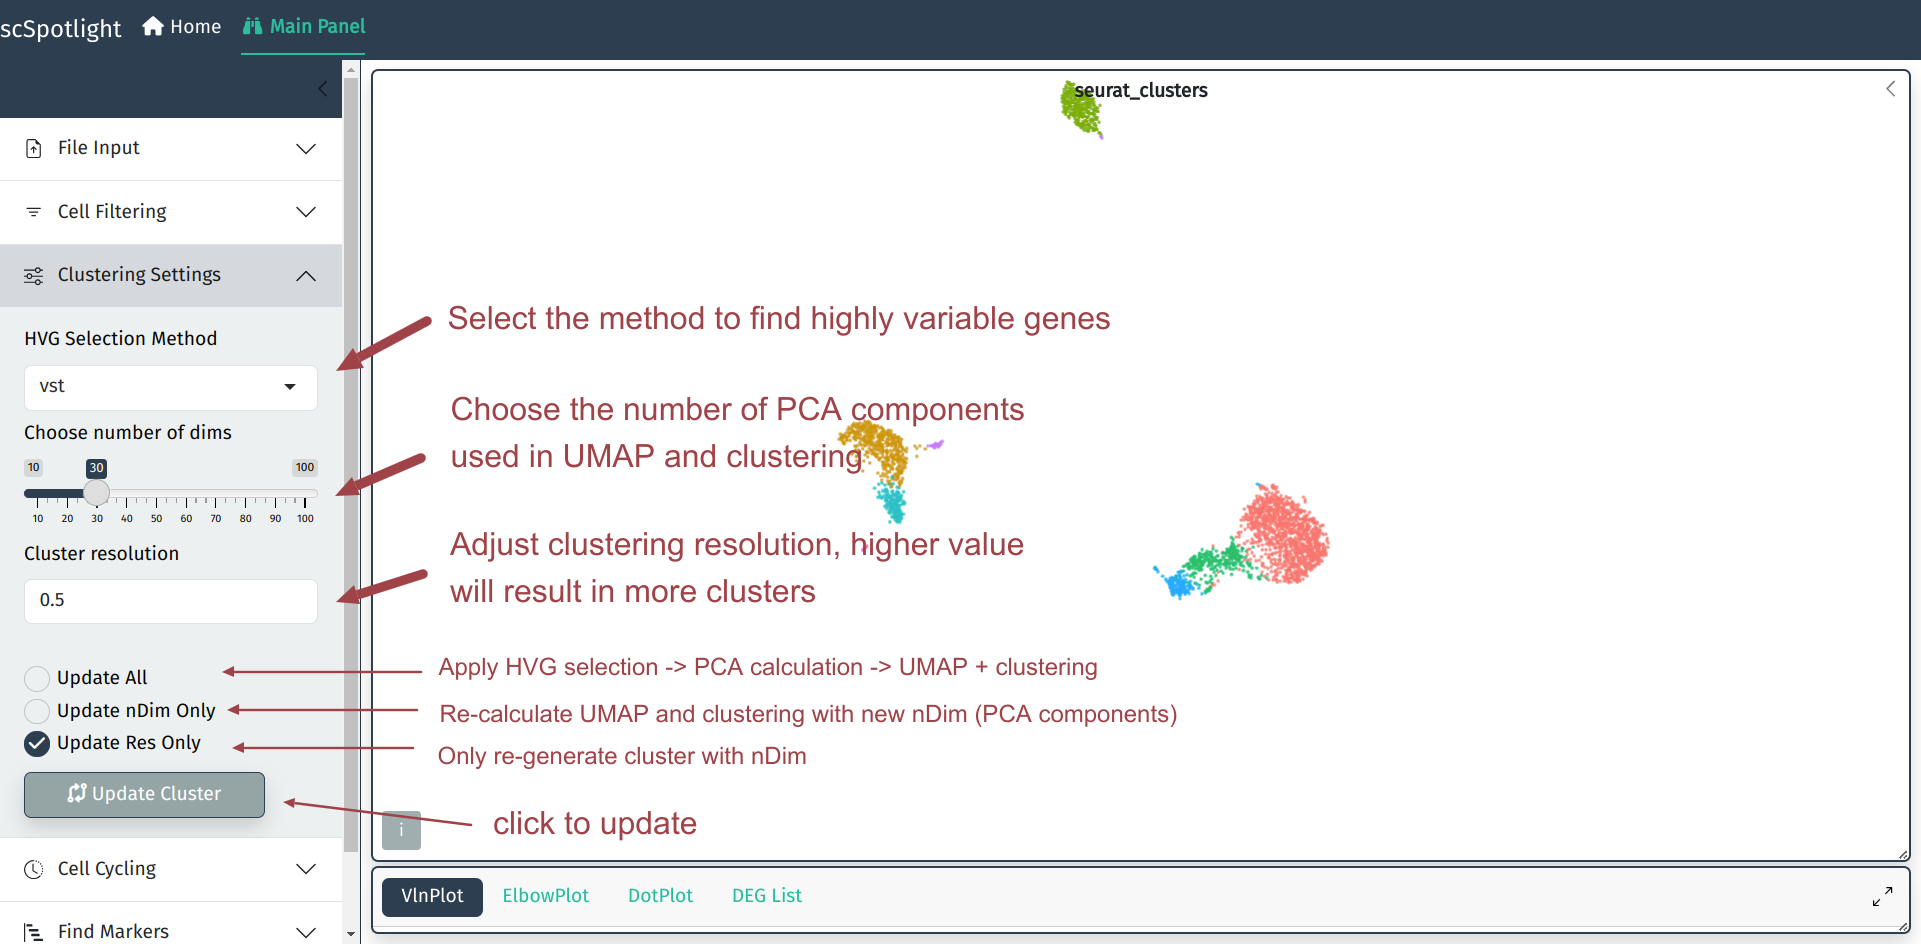 scSpotlight
Home
Main Panel
File Input
Cell Filtering
Clustering Settings
HVG Selection Method
vst
Choose number of dims
10
30
100
10 20 30 40 50 60 70 80 90 100
Cluster resolution
0.5
Update All
Update nDim Only
Update Res Only
Update Cluster
Cell Cycling
Find Markers
seurat_clusters
Select the method to find highly variable genes
Choose the number of PCA components
used in UMAP and clustering
Adjust clustering resolution, higher value
will result in more clusters
Apply HVG selection -> PCA calculation -> UMAP + clustering
Re-calculate UMAP and clustering with new nDim (PCA components)
Only re-generate cluster with nDim
click to update
i
VlnPlot
ElbowPlot
DotPlot
DEG List